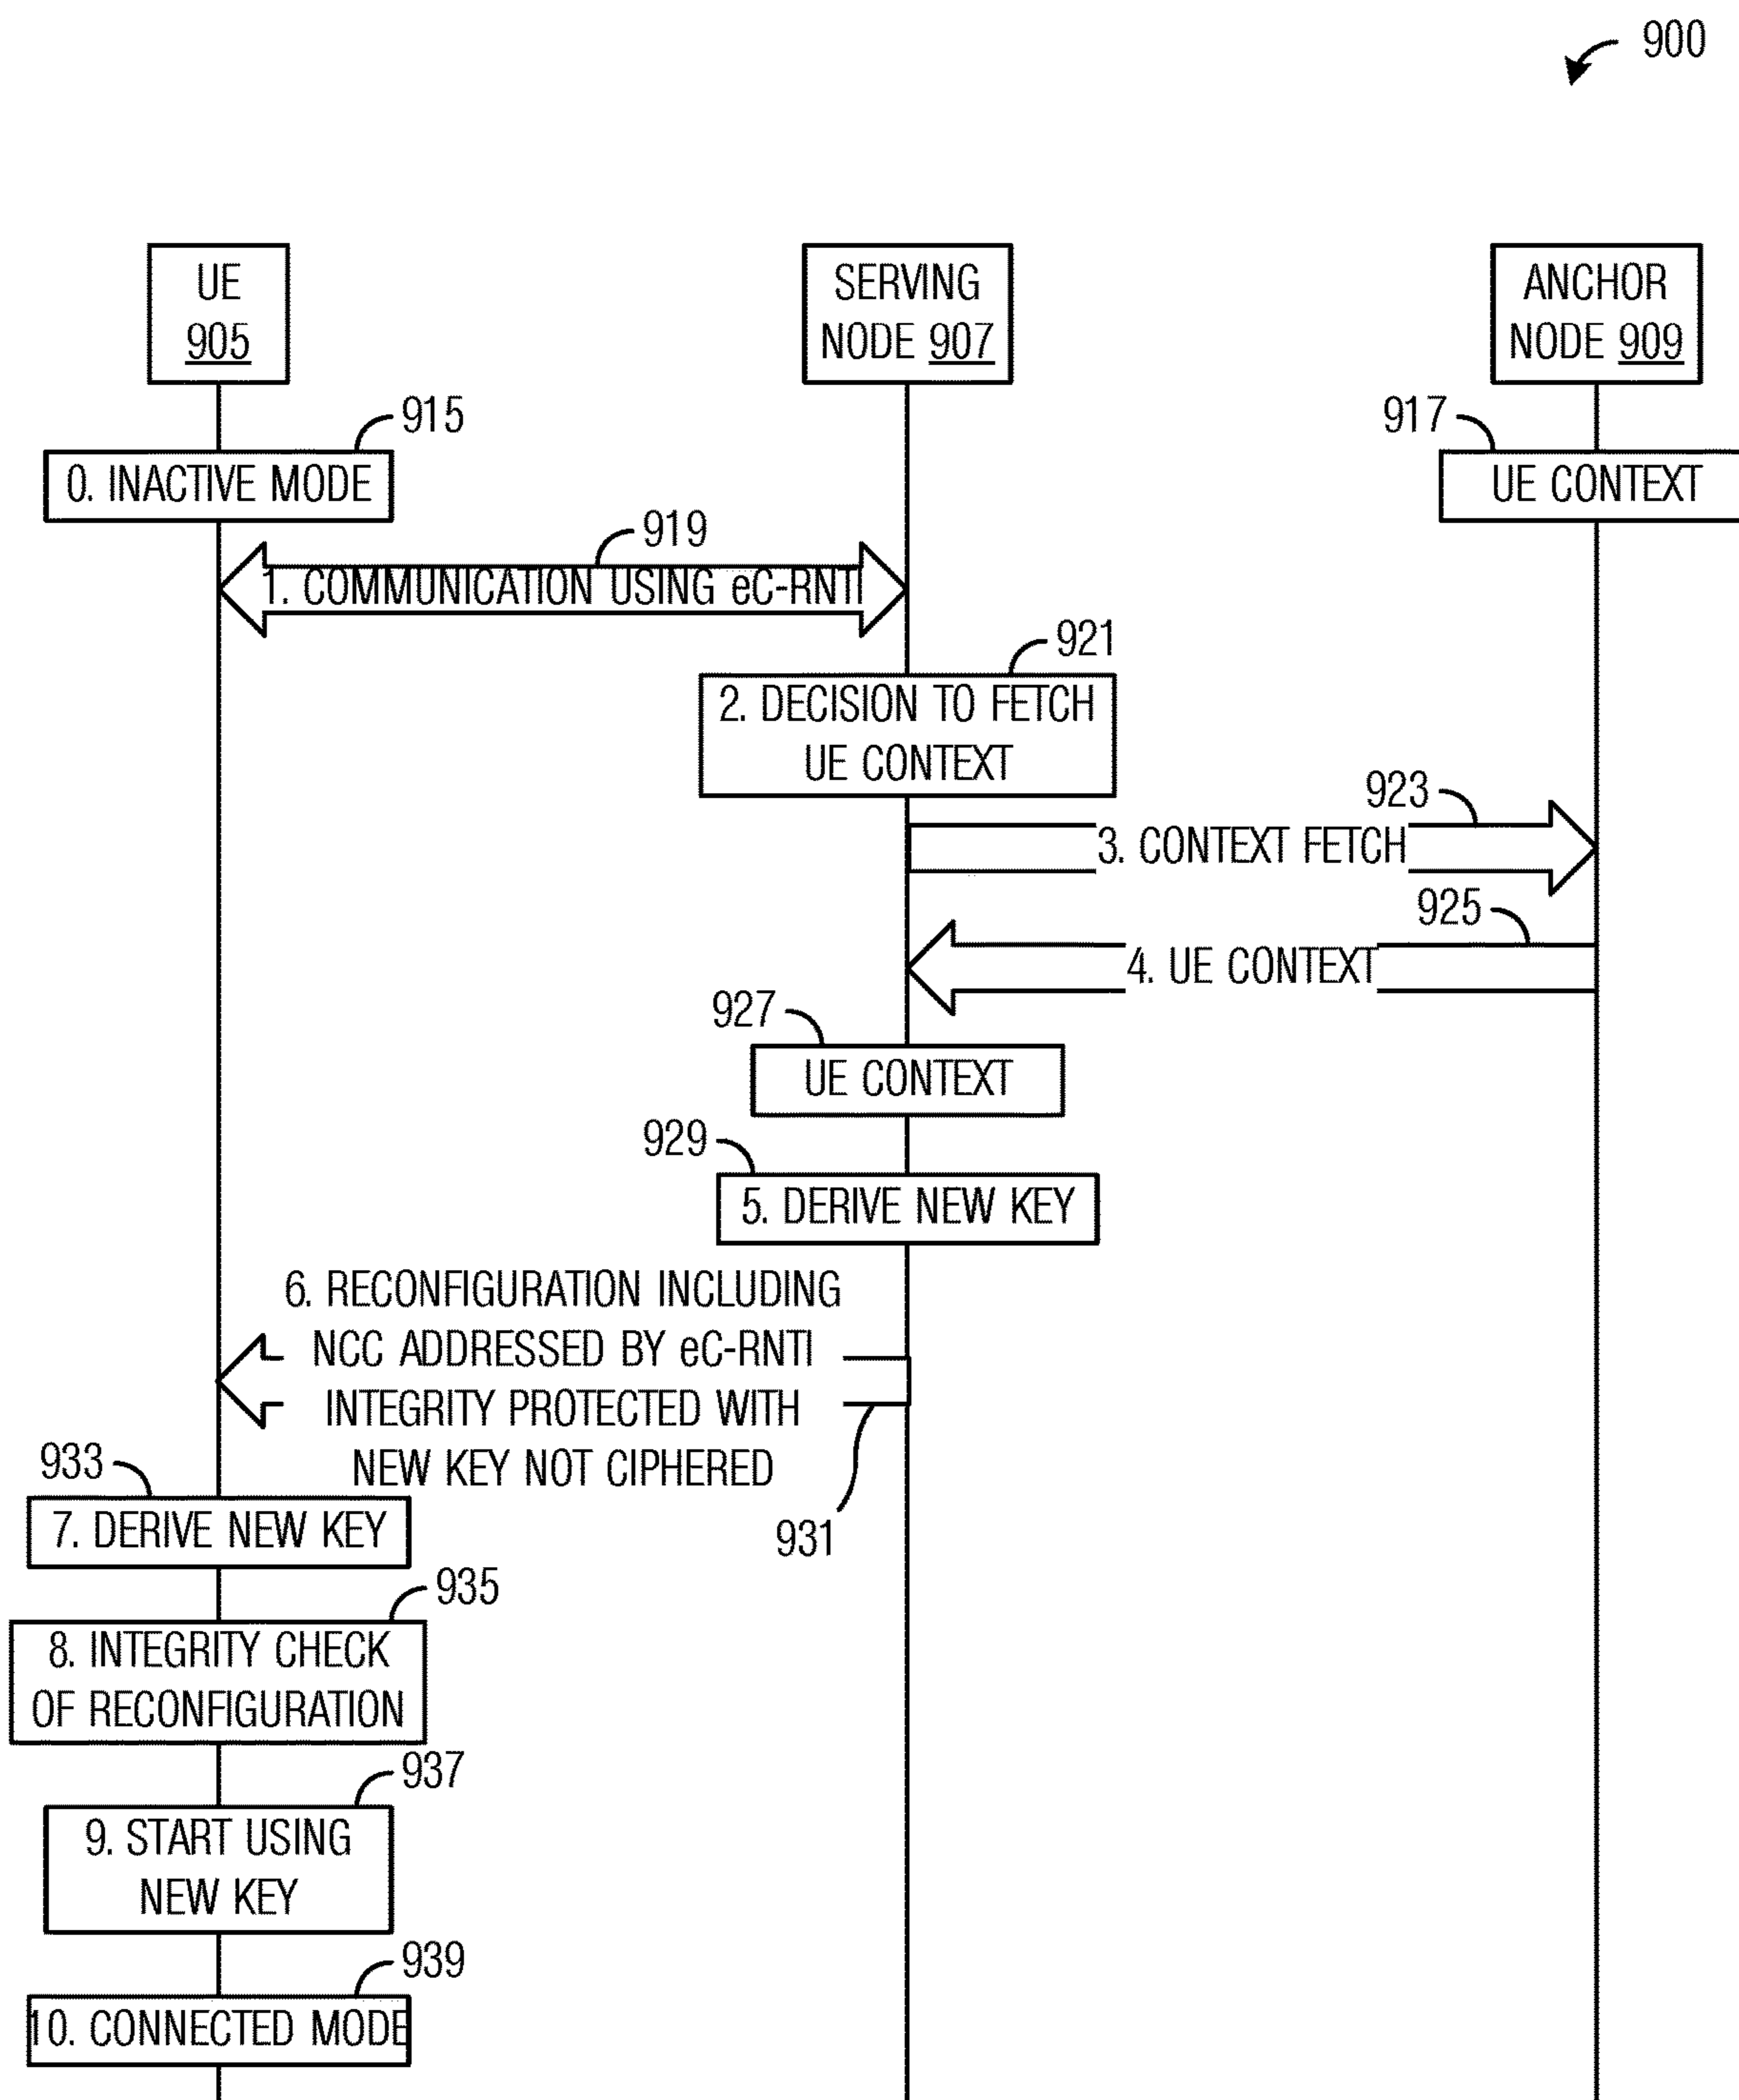 900
UE
905
SERVING
NODE 907
ANCHOR
NODE 909
915
917
0. INACTIVE MODE
UE CONTEXT
919
1. COMMUNICATION USING eC-RNTI
921
2. DECISION TO FETCH
UE CONTEXT
923
3. CONTEXT FETCH
925
4. UE CONTEXT
927
UE CONTEXT
929
5. DERIVE NEW KEY
6. RECONFIGURATION INCLUDING
NCC ADDRESSED BY eC-RNTI
INTEGRITY PROTECTED WITH
NEW KEY NOT CIPHERED
931
933
7. DERIVE NEW KEY
935
8. INTEGRITY CHECK
OF RECONFIGURATION
937
9. START USING
NEW KEY
939
10. CONNECTED MODE